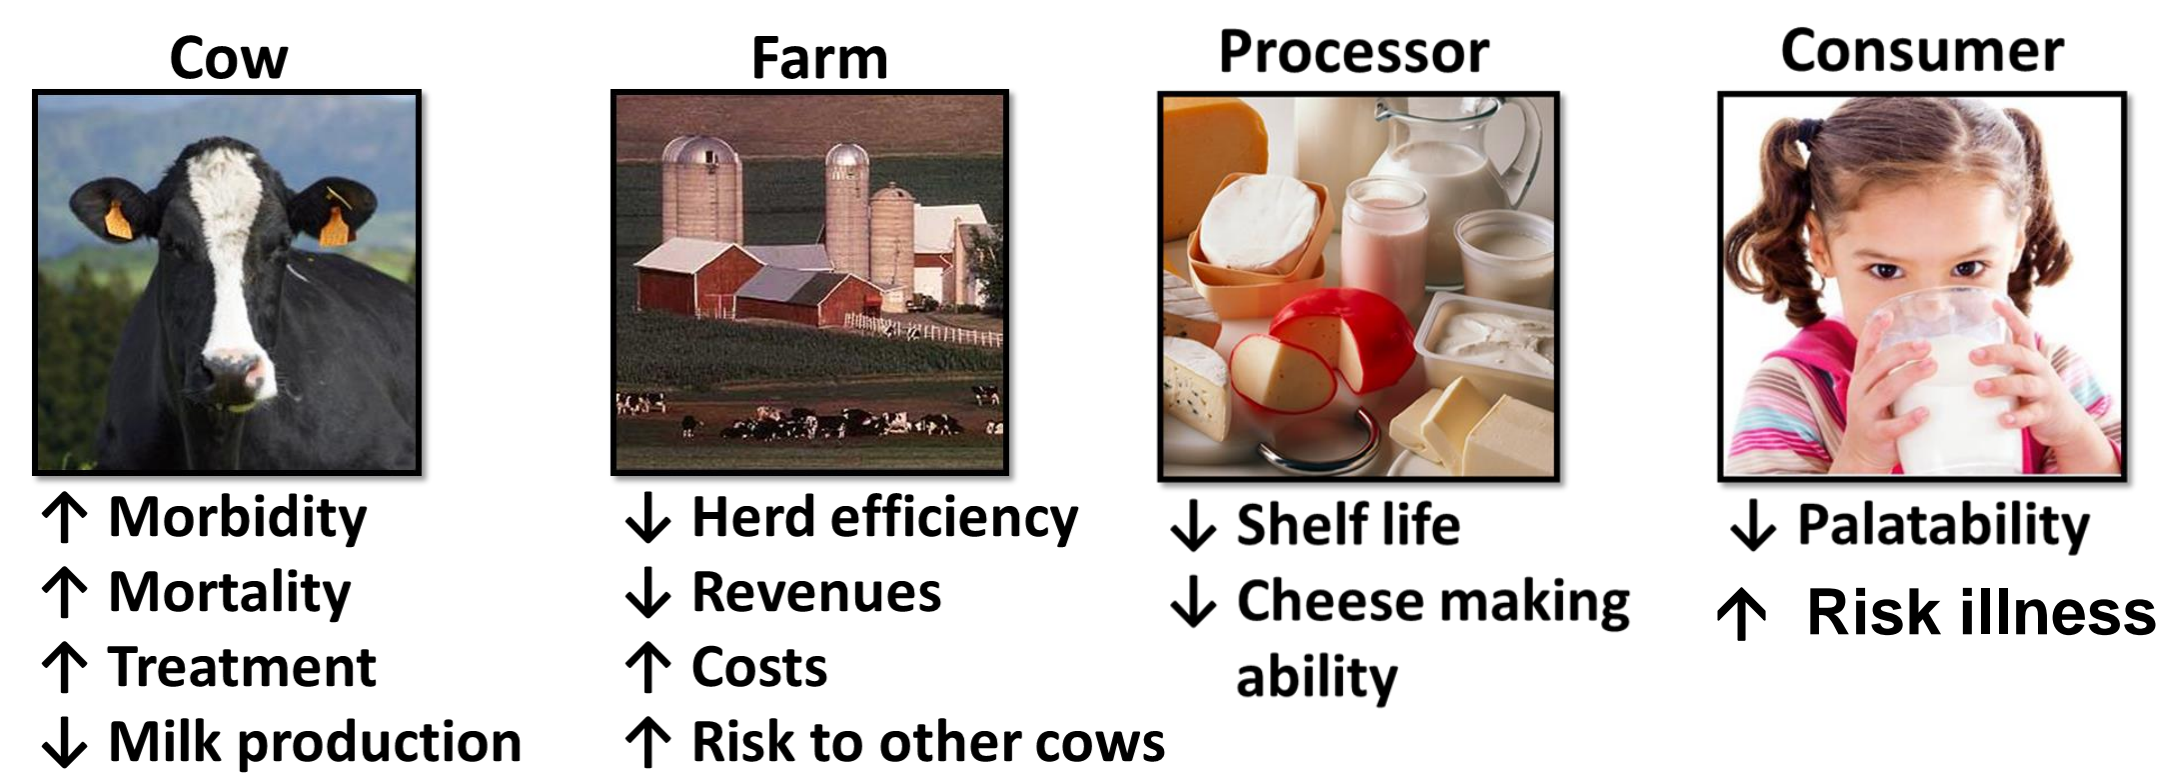 Cow
↑ Morbidity
↑ Mortality
↑ Treatment
↓ Milk production
Farm
↓ Herd efficiency
↓ Revenues
↑ Costs
↑ Risk to other cows
Processor
↓ Shelf life
↓ Cheese making
ability
Consumer
↓ Palatability
↑ Risk illness